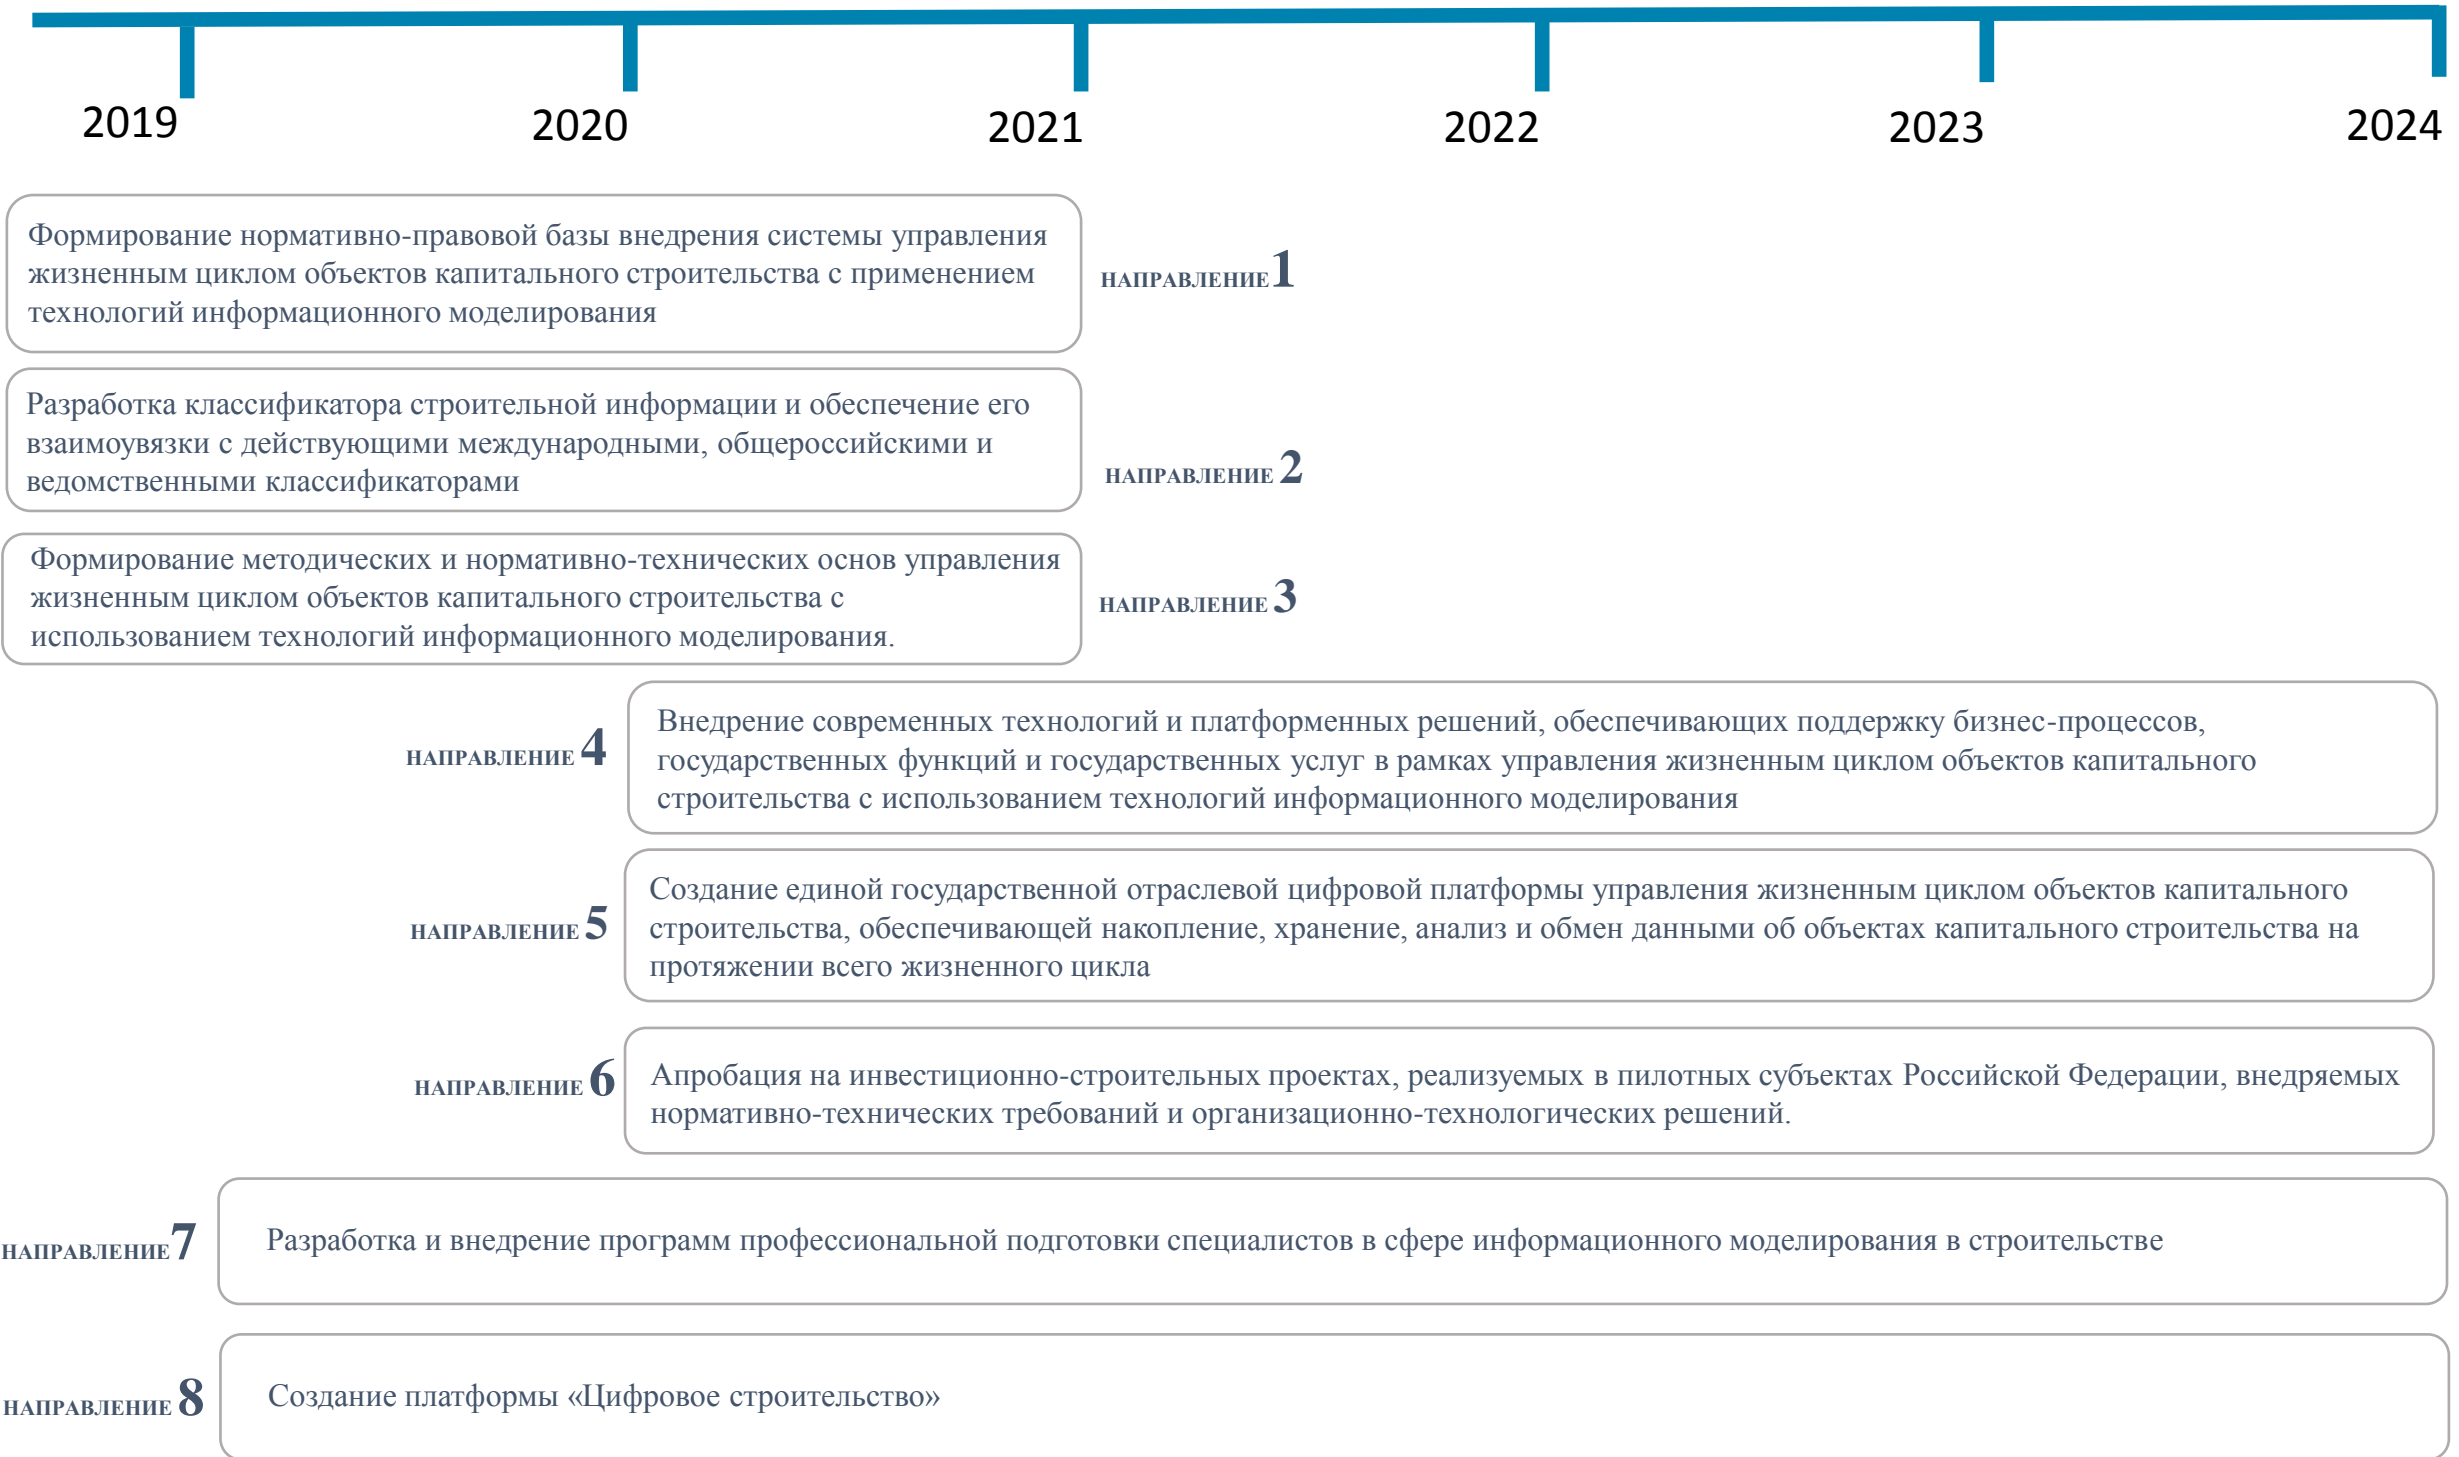 2019 2020 2021 2022 2023 2024
Формирование нормативно-правовой базы внедрения системы управления
жизненным циклом объектов капитального строительства с применением
технологий информационного моделирования
НАПРАВЛЕНИЕ 1
Разработка классификатора строительной информации и обеспечение его
взаимоувязки с действующими международными, общероссийскими и
ведомственными классификаторами
НАПРАВЛЕНИЕ 2
Формирование методических и нормативно-технических основ управления
жизненным циклом объектов капитального строительства с
использованием технологий информационного моделирования.
НАПРАВЛЕНИЕ 3
НАПРАВЛЕНИЕ 4
Внедрение современных технологий и платформенных решений, обеспечивающих поддержку бизнес-процессов,
государственных функций и государственных услуг в рамках управления жизненным циклом объектов капитального
строительства с использованием технологий информационного моделирования
НАПРАВЛЕНИЕ 5
Создание единой государственной отраслевой цифровой платформы управления жизненным циклом объектов капитального
строительства, обеспечивающей накопление, хранение, анализ и обмен данными об объектах капитального строительства на
протяжении всего жизненного цикла
НАПРАВЛЕНИЕ 6
Апробация на инвестиционно-строительных проектах, реализуемых в пилотных субъектах Российской Федерации, внедряемых
нормативно-технических требований и организационно-технологических решений.
НАПРАВЛЕНИЕ 7
Разработка и внедрение программ профессиональной подготовки специалистов в сфере информационного моделирования в строительстве
НАПРАВЛЕНИЕ 8
Создание платформы «Цифровое строительство»